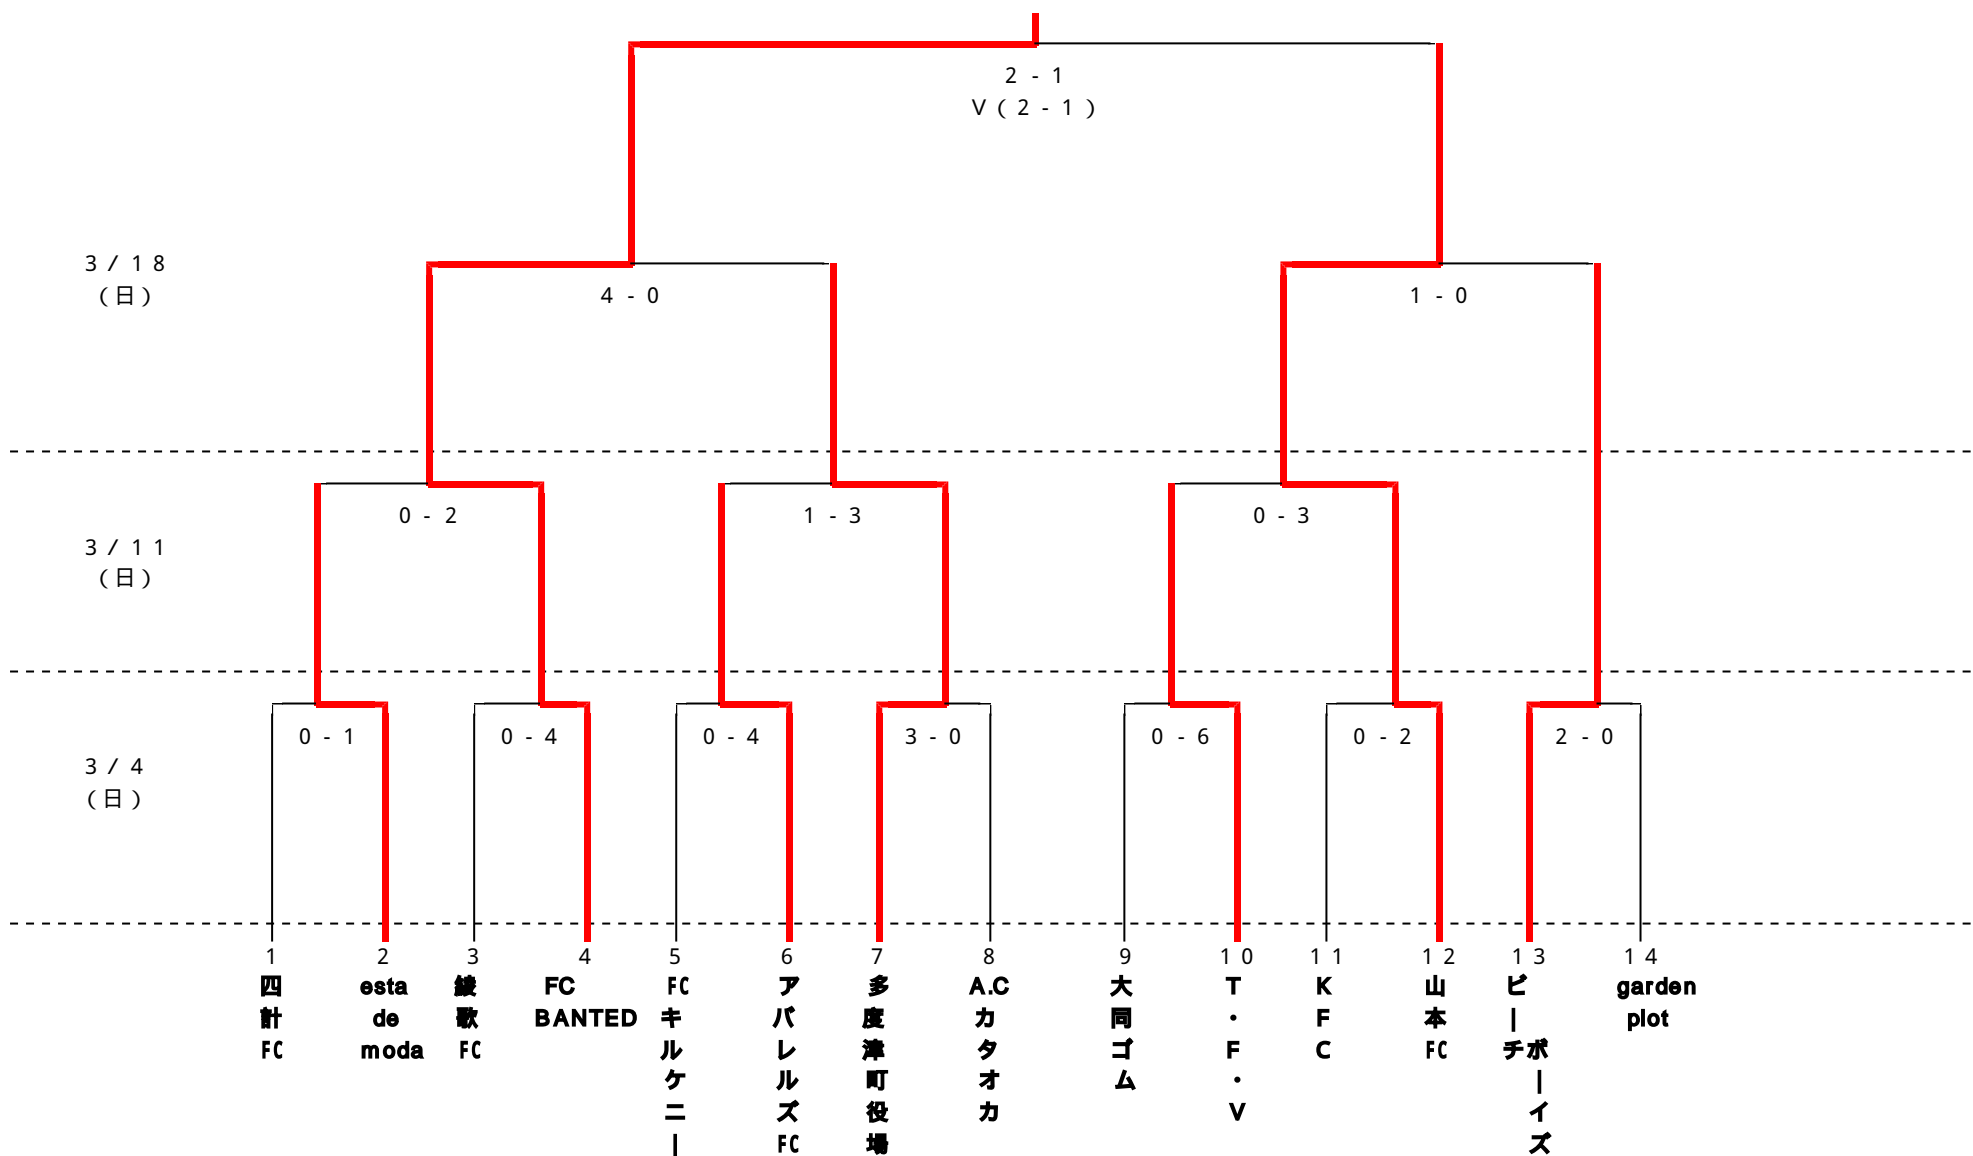 2 - 1
V ( 2 - 1 )
3 / 1 8
(日)
4 - 0
1 - 0
0 - 2
1 - 3
0 - 3
3 / 1 1
(日)
0 - 1
0 - 4
0 - 4
3 - 0
0 - 6
0 - 2
2 - 0
3 / 4
(日)
1
2
3
4
5
6
7
8
9
1 0
1 1
1 2
1 3
1 4
四計FC
esta
de
moda
綾歌FC
FC
BANTED
FCキルケニー
アバレルズFC
多度津町役場
A.Cカタオカ
大同ゴム
T・F・V
KFC
山本FC
ビーチ
ボーイズ
garden
plot